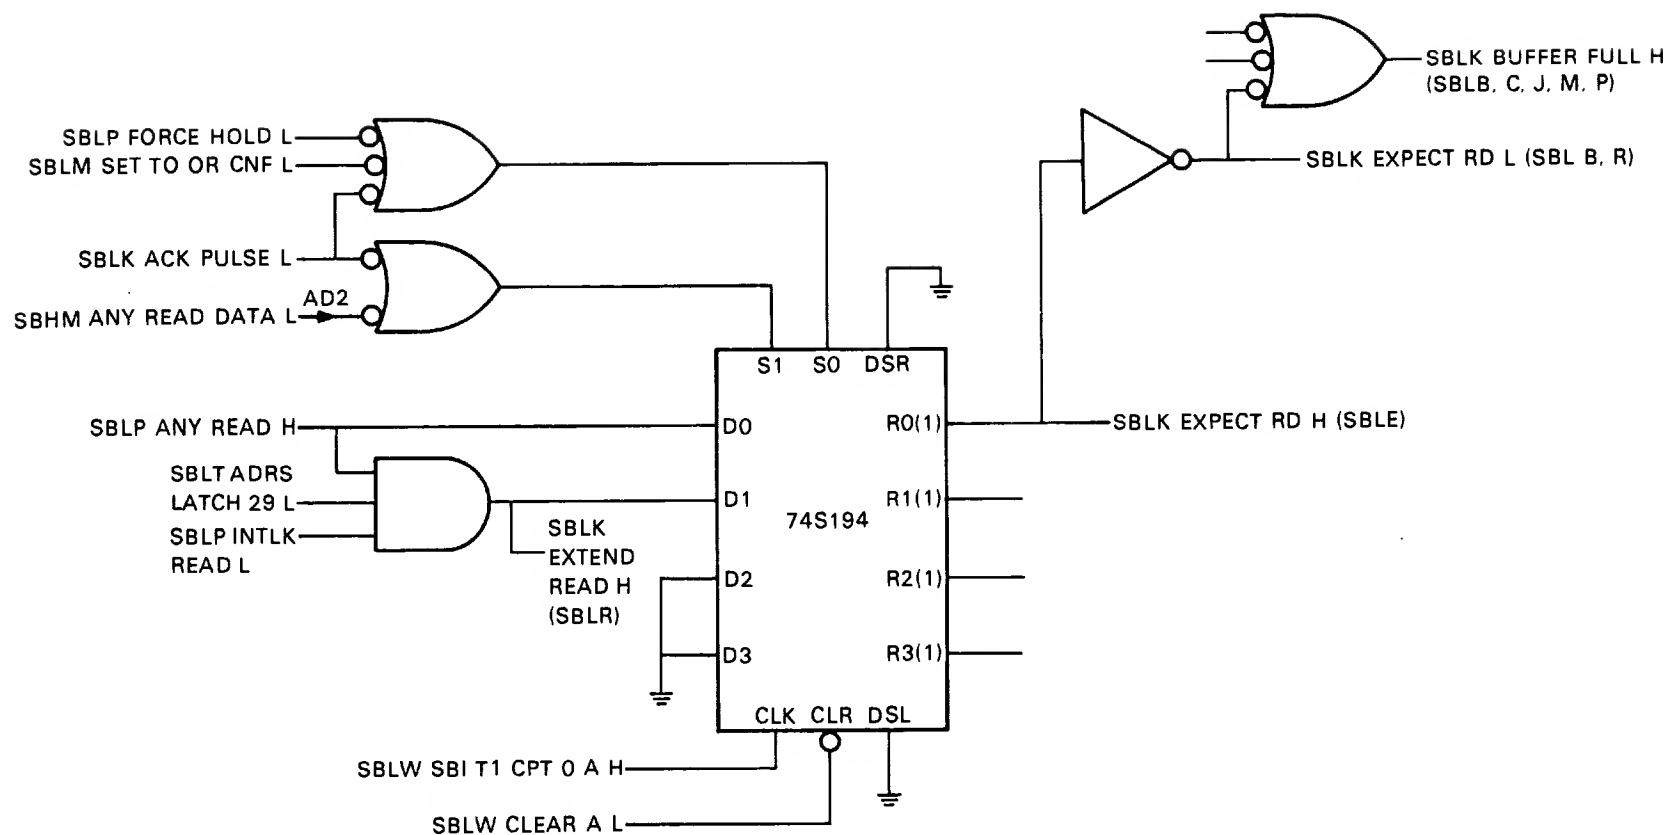 SBLK BUFFER FULL H
(SBLB, C, J, M, P)
SBLP FORCE HOLD L
SBLM SET TO OR CNF L
SBLK EXPECT RD L (SBL B, R)
SBLK ACK PULSE L
AD2
SBHM ANY READ DATA L
S1 S0 DSR
SBLP ANY READ H
D0
R0(1)
SBLK EXPECT RD H (SBLE)
SBLT ADRS
LATCH 29 L
SBLP INTLK
READ L
D1
R1(1)
74S194
SBLK
EXTEND
READ H
(SBLR)
D2
R2(1)
D3
R3(1)
CLK CLR DSL
SBLW SBI T1 CPT 0 A H
SBLW CLEAR A L